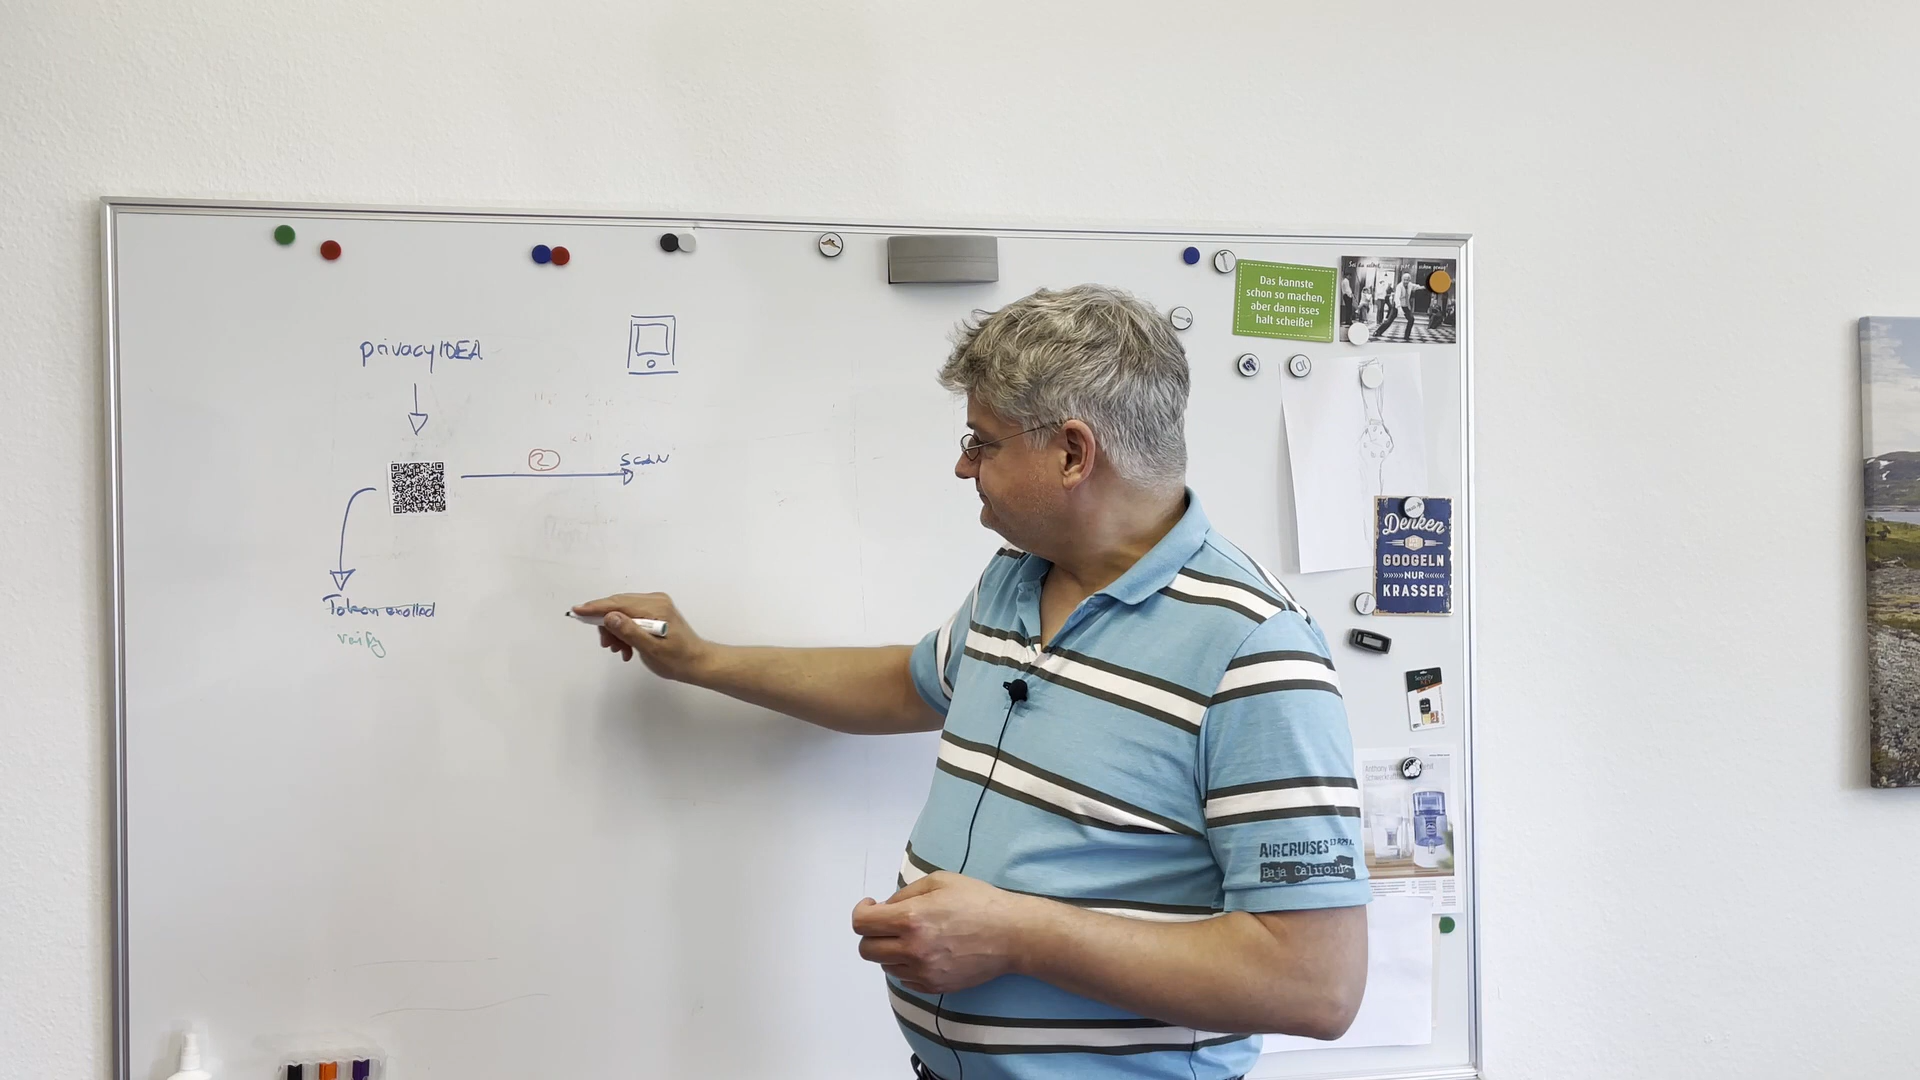 privacyIDEA
2
SCAN
Token enrolled
verify
Das kannste
schon so machen,
aber dann isses
halt scheiße!
Denken
GOOGELN
NUR
KRASSER
Security
AIRCRUISES
Baja California